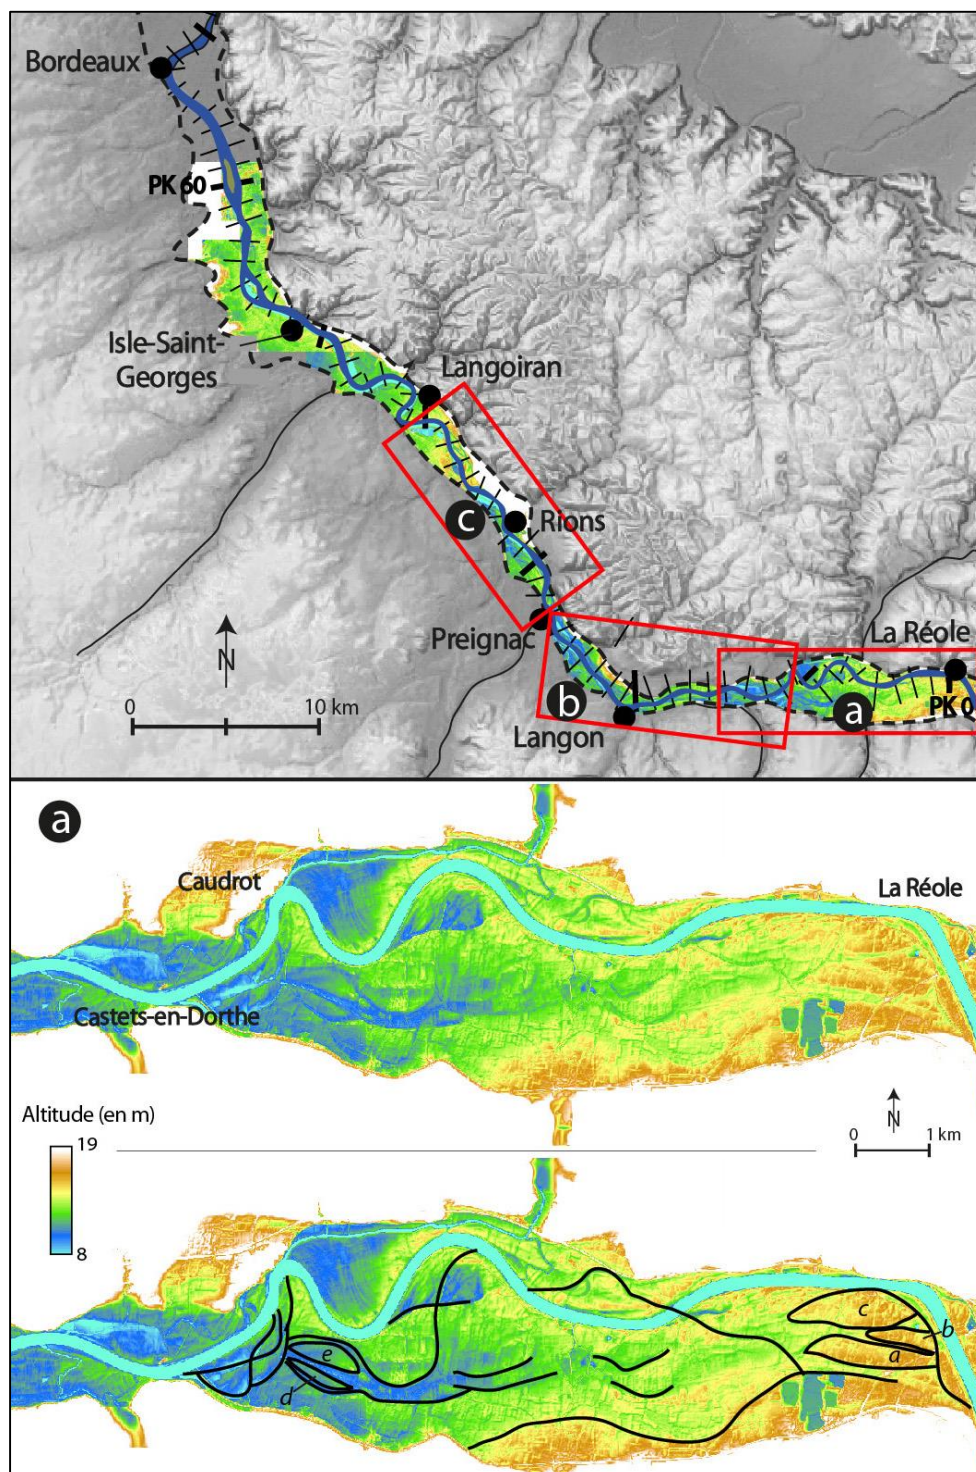 Bordeaux
PK 60
Isle-Saint-
Georges
Langoiran
c
Rions
N
Preignac
La Réole
0 10 km
b
a
PK 0
Langon
a
Caudrot
La Réole
Castets-en-Dorthe
Altitude (en m)
19
8
N
0 1 km
c
b
a
e
d